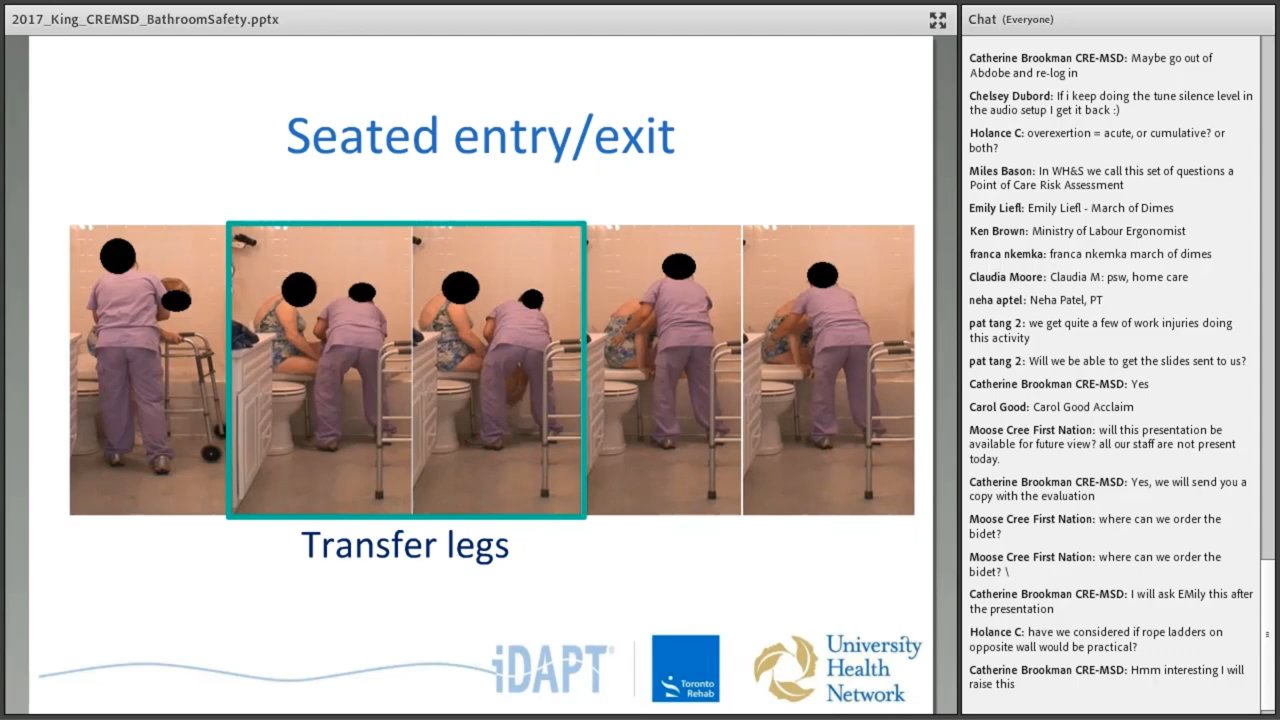 2017_King_CREMSD_BathroomSafety.pptx
Seated entry/exit
Transfer legs
iDAPT
Toronto
Rehab
University
Health
Network
Chat (Everyone)
Catherine Brookman CRE-MSD: Maybe go out of
Abdobe and re-log in
Chelsey Dubord: If i keep doing the tune silence level in
the audio setup I get it back :)
Holance C: overexertion = acute, or cumulative? or
both?
Miles Bason: In WH&S we call this set of questions a
Point of Care Risk Assessment
Emily Liefl: Emily Liefl - March of Dimes
Ken Brown: Ministry of Labour Ergonomist
franca nkemka: franca nkemka march of dimes
Claudia Moore: Claudia M: psw, home care
neha aptel: Neha Patel, PT
pat tang 2: we get quite a few of work injuries doing
this activity
pat tang 2: Will we be able to get the slides sent to us?
Catherine Brookman CRE-MSD: Yes
Carol Good: Carol Good Acclaim
Moose Cree First Nation: will this presentation be
available for future view? all our staff are not present
today.
Catherine Brookman CRE-MSD: Yes, we will send you a
copy with the evaluation
Moose Cree First Nation: where can we order the
bidet?
Moose Cree First Nation: where can we order the
bidet? \
Catherine Brookman CRE-MSD: I will ask EMily this after
the presentation
Holance C: have we considered if rope ladders on
opposite wall would be practical?
Catherine Brookman CRE-MSD: Hmm interesting I will
raise this